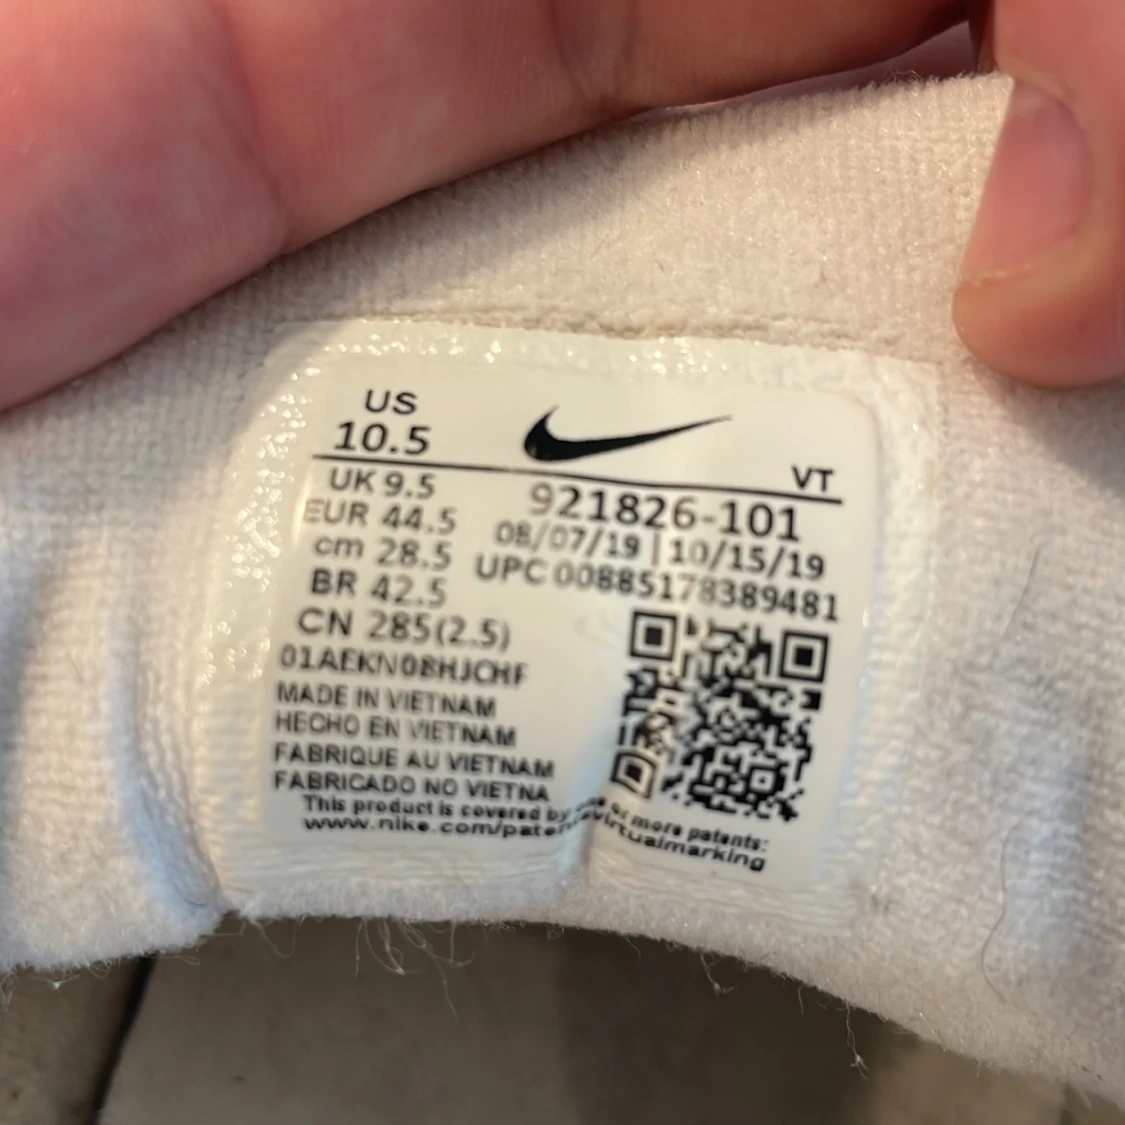 US
10.5
VT
UK 9.5
EUR 44.5
cm 28.5
BR 42.5
CN 285(2.5)
921826-101
08/07/19 | 10/15/19
UPC 00885178389481
01AEKN08HJCHF
MADE IN VIETNAM
HECHO EN VIETNAM
FABRIQUE AU VIETNAM
FABRICADO NO VIETNA
This product is covered by one or more patents:
www.nike.com/patents
virtualmarking